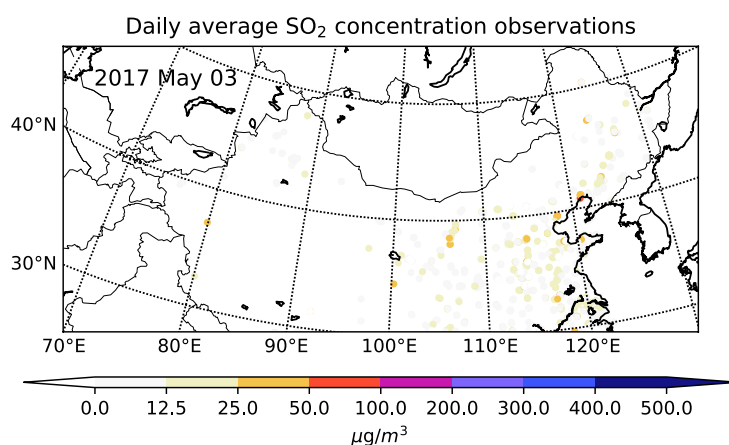 Daily average SO₂ concentration observations
2017 May 03
40°N
30°N
70°E 80°E 90°E 100°E 110°E 120°E
0.0 12.5 25.0 50.0 100.0 200.0 300.0 400.0 500.0
μg/m³